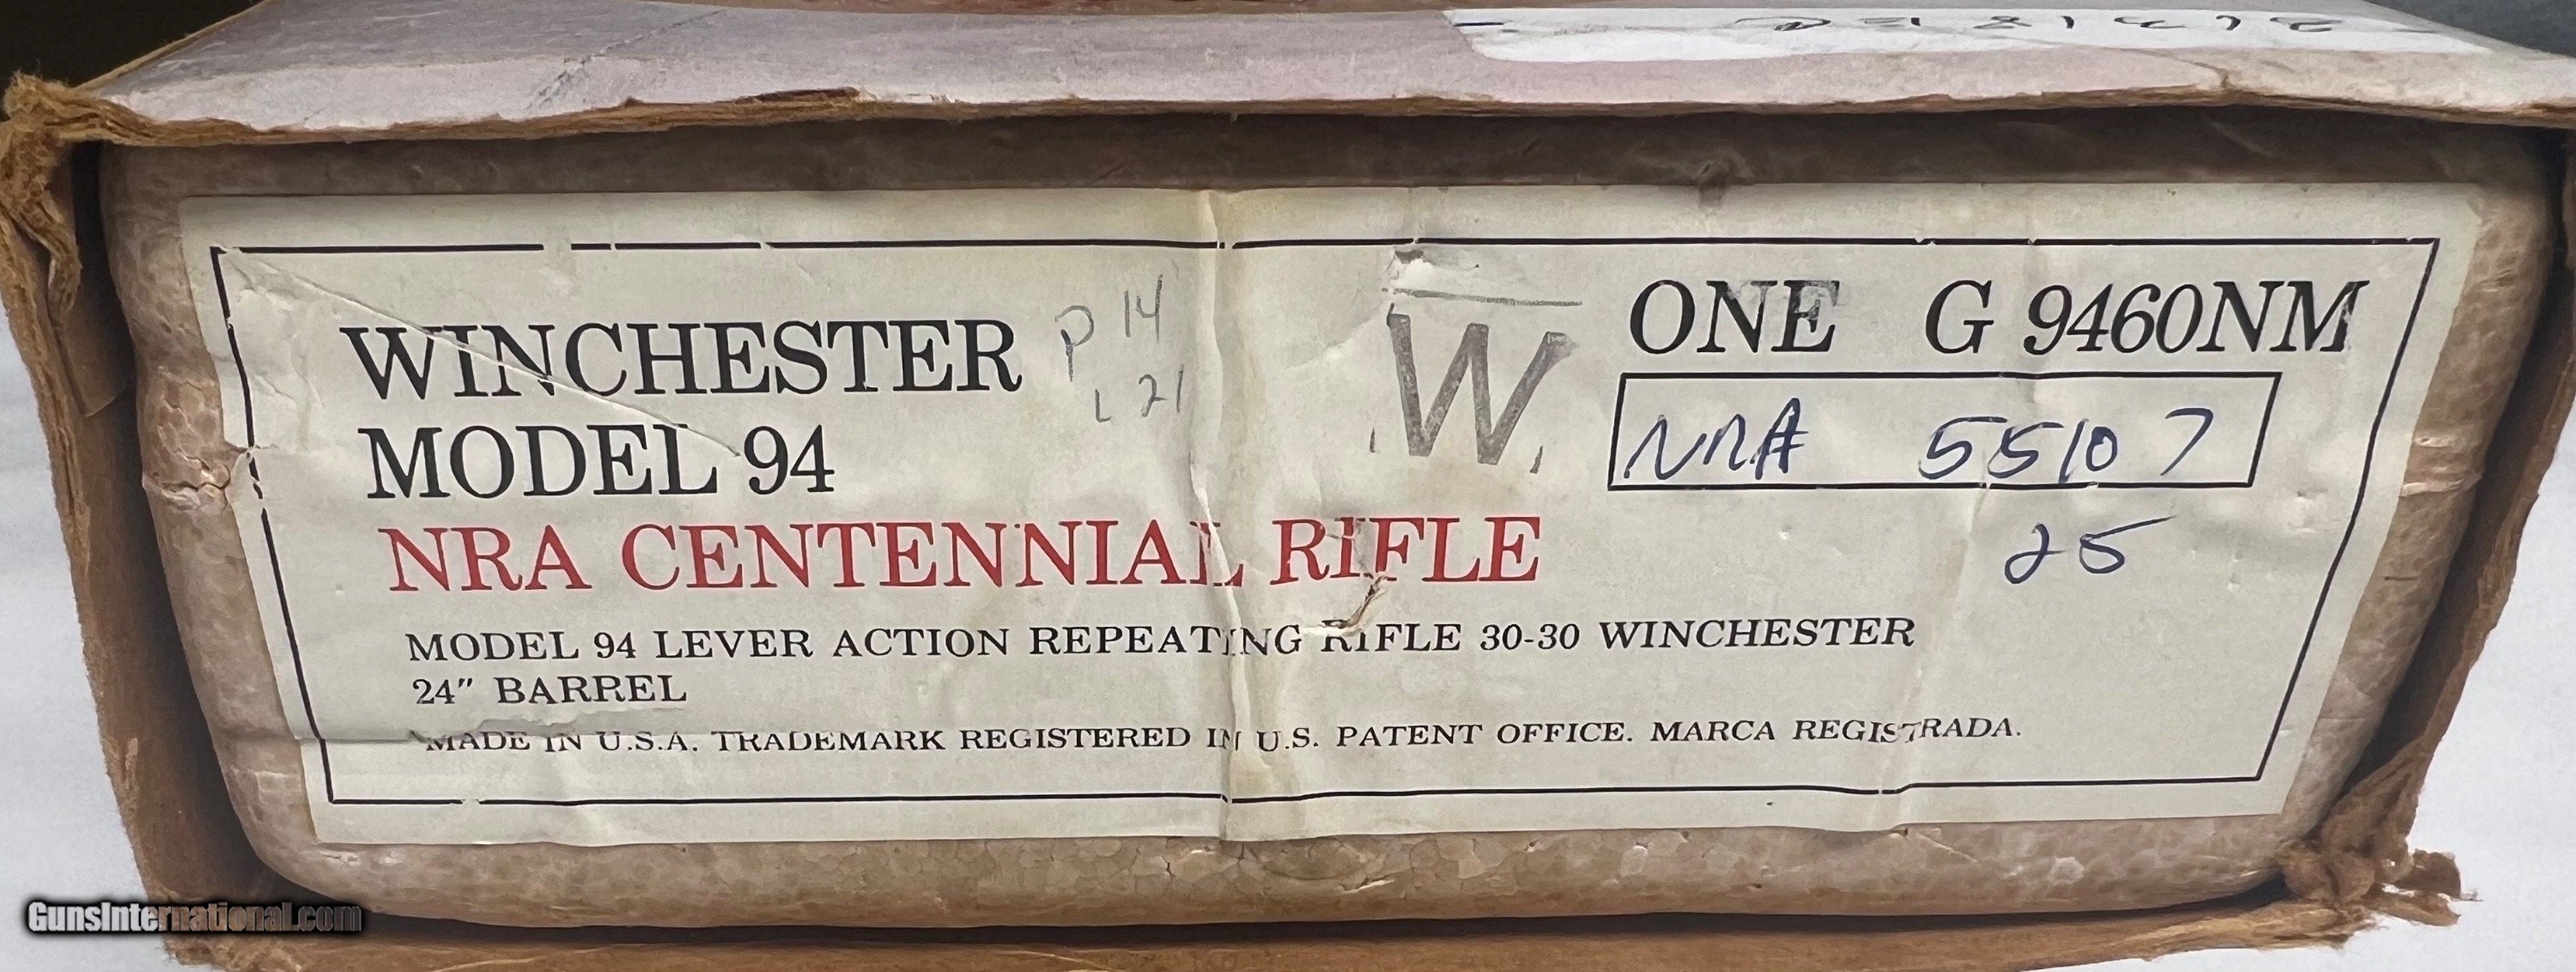 WINCHESTER
MODEL 94
NRA CENTENNIAL RIFLE
P 14
L 21
W
ONE G 9460NM
NRA 55107
25
MODEL 94 LEVER ACTION REPEATING RIFLE 30-30 WINCHESTER
24" BARREL
MADE IN U.S.A. TRADEMARK REGISTERED IN U.S. PATENT OFFICE. MARCA REGISTRADA.
GunsInternational.com